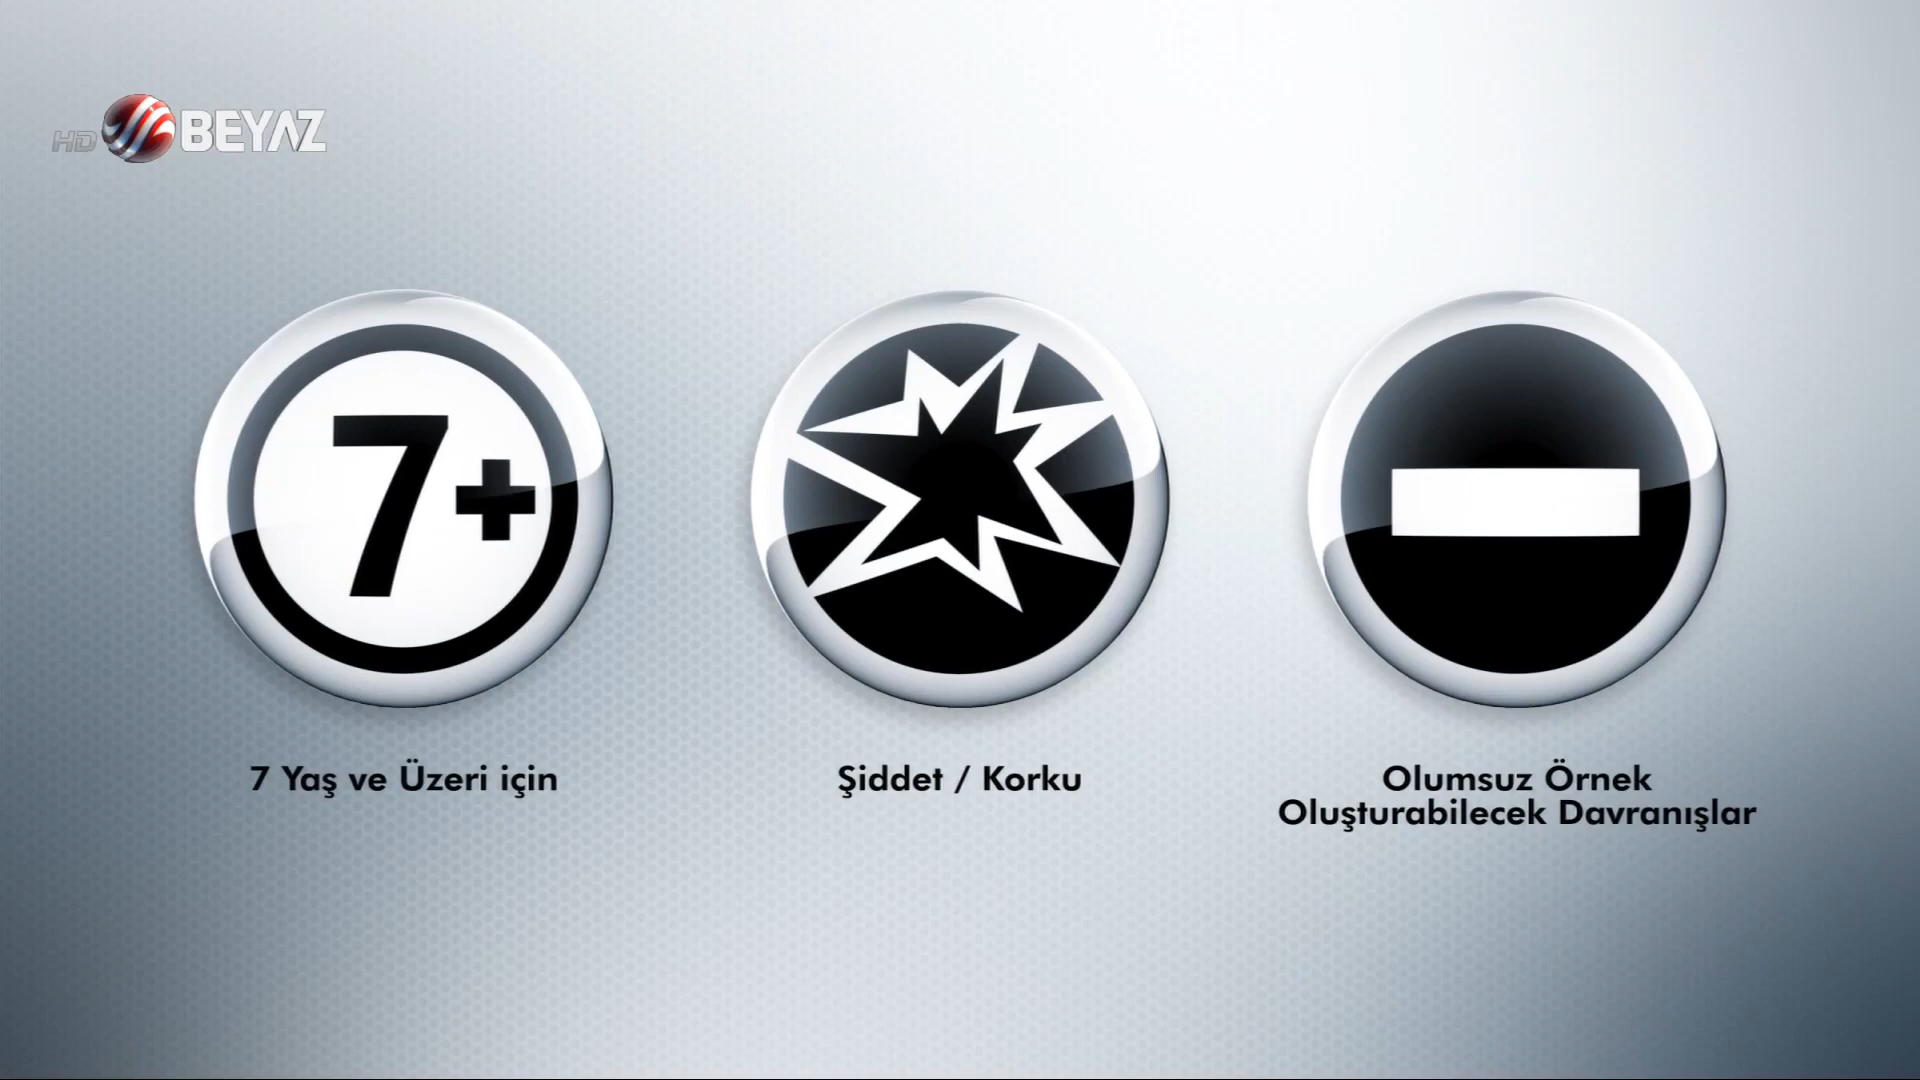 HD BEYAZ
7+
7 Yaş ve Üzeri için
Şiddet / Korku
Olumsuz Örnek
Oluşturabilecek Davranışlar